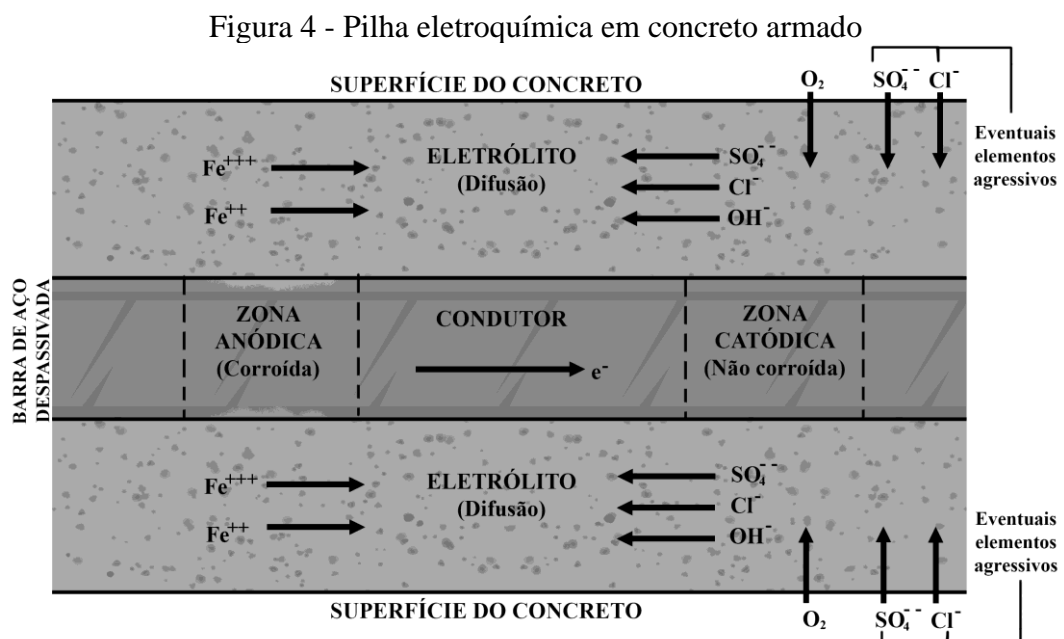 Figura 4 - Pilha eletroquímica em concreto armado
SUPERFÍCIE DO CONCRETO
O₂
SO₄⁻⁻
Cl⁻
Eventuais
elementos
agressivos
Fe⁺⁺⁺
Fe⁺⁺
ELETRÓLITO
(Difusão)
SO₄⁻⁻
Cl⁻
OH⁻
BARRA DE AÇO
DESPASSIVADA
ZONA
ANÓDICA
(Corroída)
CONDUTOR
e⁻
ZONA
CATÓDICA
(Não corroída)
Fe⁺⁺⁺
Fe⁺⁺
ELETRÓLITO
(Difusão)
SO₄⁻⁻
Cl⁻
OH⁻
Eventuais
elementos
agressivos
SUPERFÍCIE DO CONCRETO
O₂
SO₄⁻⁻
Cl⁻